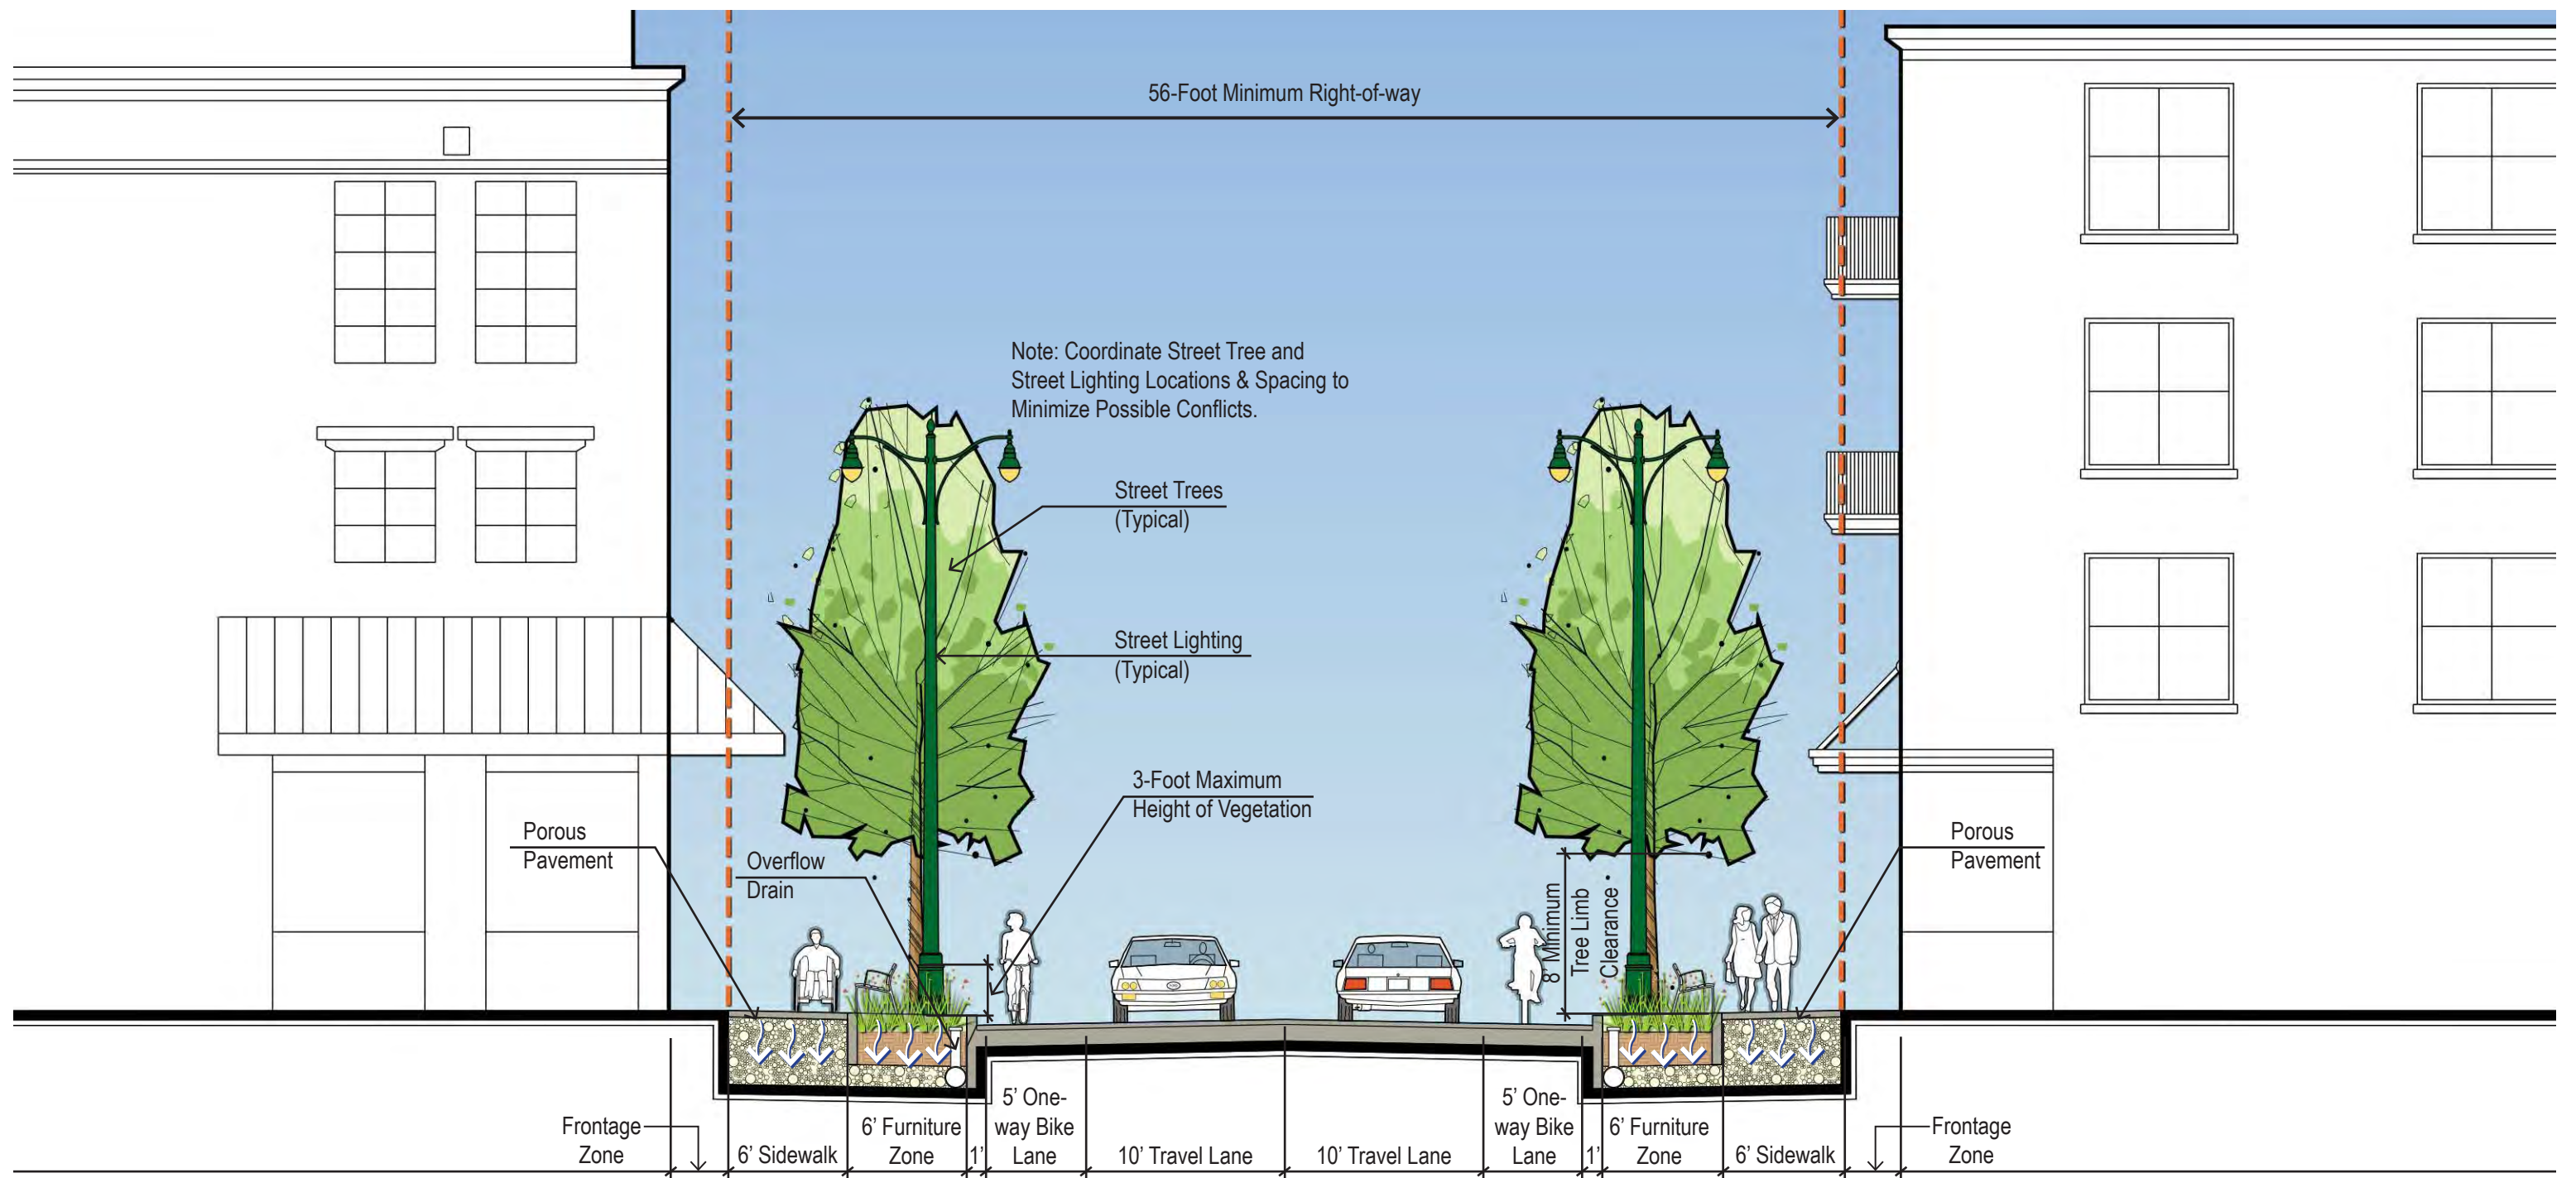 56-Foot Minimum Right-of-way
Note: Coordinate Street Tree and
Street Lighting Locations & Spacing to
Minimize Possible Conflicts.
Street Trees
(Typical)
Street Lighting
(Typical)
3-Foot Maximum
Height of Vegetation
Porous
Pavement
Overflow
Drain
8’ Minimum
Tree Limb
Clearance
Porous
Pavement
Frontage
Zone
6’ Sidewalk
6’ Furniture
Zone
1’
5’ One-
way Bike
Lane
10’ Travel Lane
10’ Travel Lane
5’ One-
way Bike
Lane
1’
6’ Furniture
Zone
6’ Sidewalk
Frontage
Zone